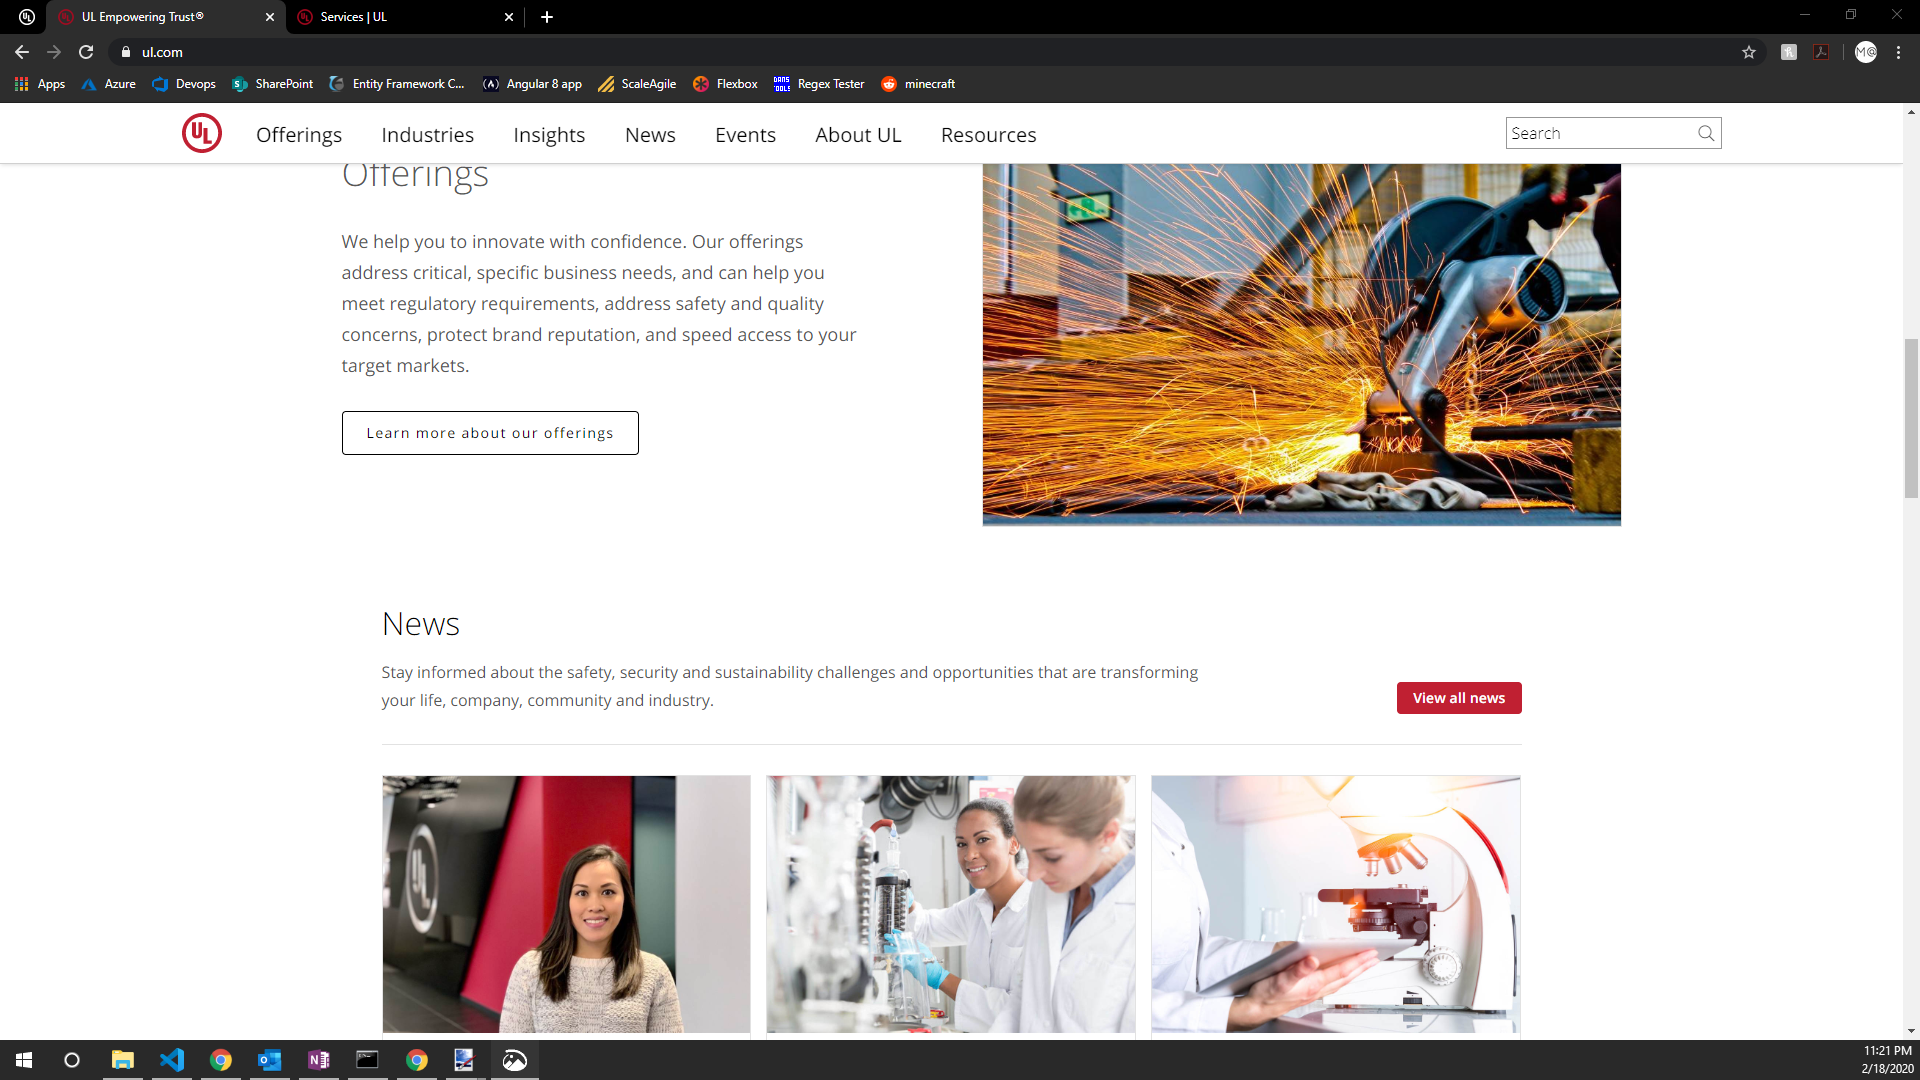 UL Empowering Trust®
Services | UL
ul.com
M@
Apps
Azure
Devops
SharePoint
Entity Framework C...
Angular 8 app
ScaleAgile
Flexbox
Regex Tester
minecraft
UL
Offerings
Industries
Insights
News
Events
About UL
Resources
Search
Offerings
We help you to innovate with confidence. Our offerings
address critical, specific business needs, and can help you
meet regulatory requirements, address safety and quality
concerns, protect brand reputation, and speed access to your
target markets.
Learn more about our offerings
News
Stay informed about the safety, security and sustainability challenges and opportunities that are transforming
your life, company, community and industry.
View all news
UL
11:21 PM
2/18/2020